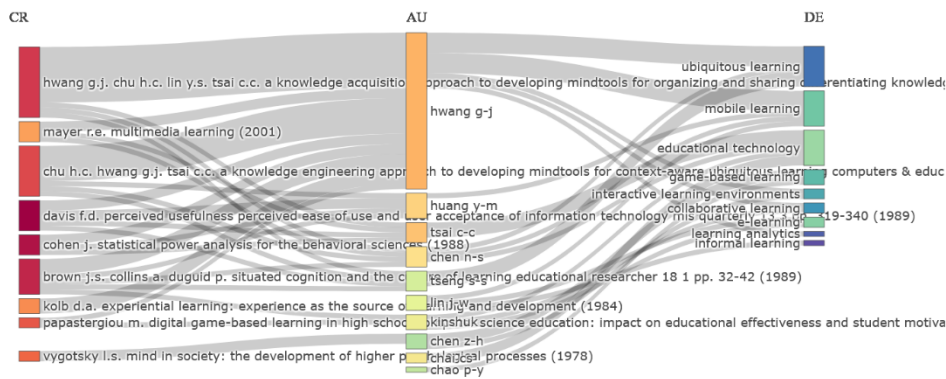 CR
AU
DE
hwang g.j. chu h.c. lin y.s. tsai c.c. a knowledge acquisition approach to developing mindtools for organizing and sharing differentiating knowledge
mayer r.e. multimedia learning (2001)
chu h.c. hwang g.j. tsai c.c. a knowledge engineering approach to developing mindtools for context-aware ubiquitous learning computers & educ
davis f.d. perceived usefulness perceived ease of use and user acceptance of information technology mis quarterly 13 3 pp. 319-340 (1989)
cohen j. statistical power analysis for the behavioral sciences (1988)
brown j.s. collins a. duguid p. situated cognition and the culture of learning educational researcher 18 1 pp. 32-42 (1989)
kolb d.a. experiential learning: experience as the source of learning and development (1984)
papastergiou m. digital game-based learning in high school science education: impact on educational effectiveness and student motiva
vygotsky l.s. mind in society: the development of higher processes (1978)
hwang g-j
huang y-m
tsai c-c
chen n-s
tseng s-s
lin j-w
kinshuk
chen z-h
chai cs
chao p-y
ubiquitous learning
mobile learning
educational technology
game-based learning
interactive learning environments
collaborative learning
e-learning
learning analytics
informal learning